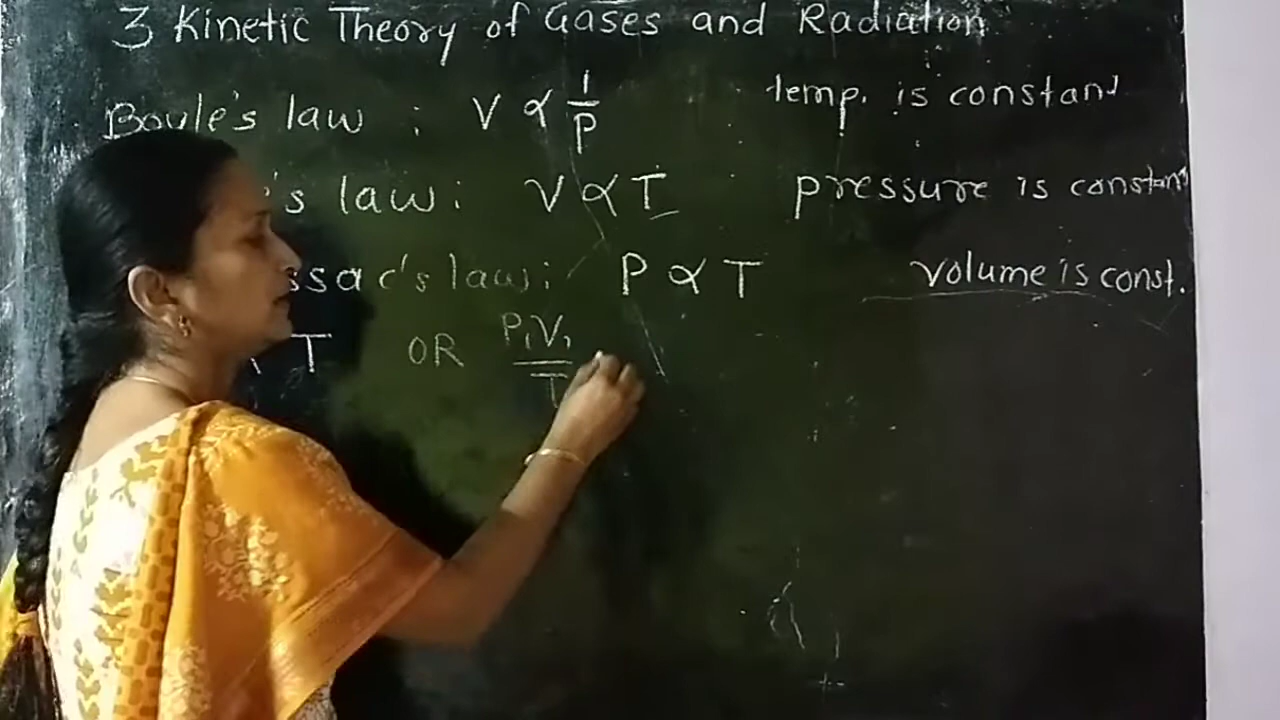 3 Kinetic Theory of Gases and Radiation
Boyle's law : V ∝ 1/P temp. is constant
's law : V ∝ T pressure is constant
ssac's law : P ∝ T volume is const.
T OR P₁V₁/T